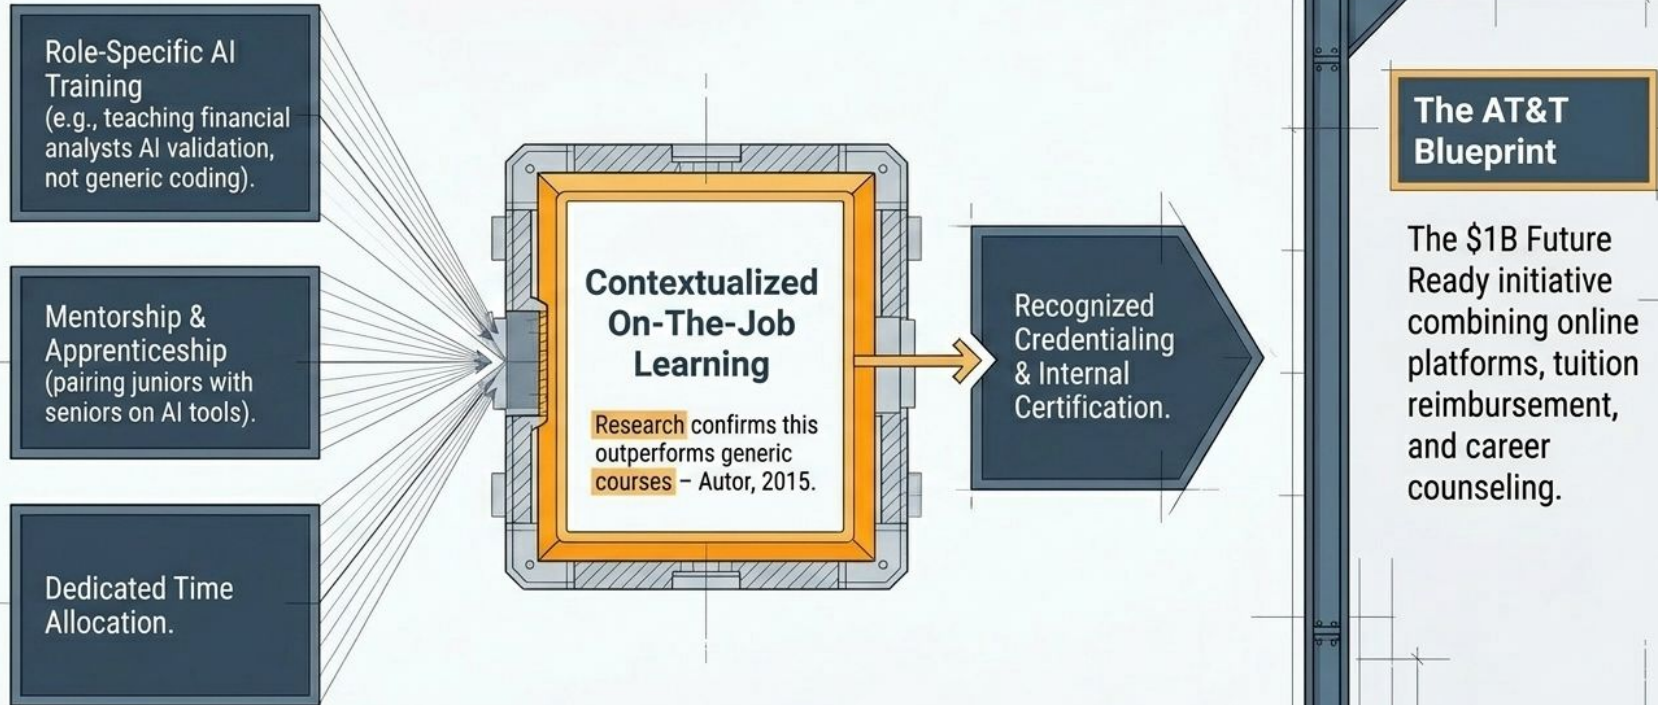 Role-Specific AI
Training
(e.g., teaching financial
analysts AI validation,
not generic coding).
Mentorship &
Apprenticeship
(pairing juniors with
seniors on AI tools).
Dedicated Time
Allocation.
Contextualized
On-The-Job
Learning
Research confirms this
outperforms generic
courses – Autor, 2015.
Recognized
Credentialing
& Internal
Certification.
The AT&T
Blueprint
The $1B Future
Ready initiative
combining online
platforms, tuition
reimbursement,
and career
counseling.